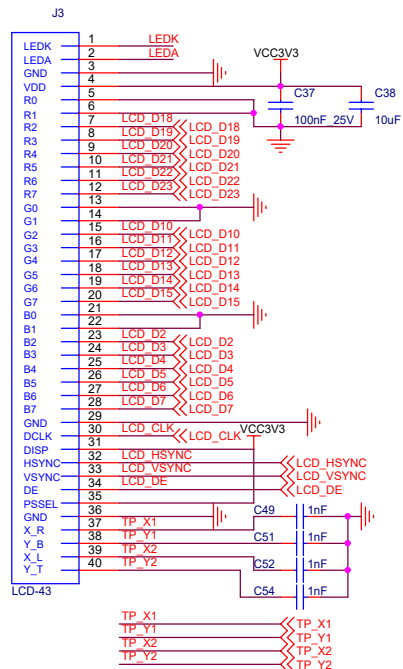 J3
LEDK 1 LEDK
LEDA 2 LEDA
GND 3 VCC3V3
VDD 4
R0 5 C37 C38
R1 6
R2 7 LCD_D18 LCD_D18 100nF_25V 10uF
R3 8 LCD_D19 LCD_D19
R4 9 LCD_D20 LCD_D20
R5 10 LCD_D21 LCD_D21
R6 11 LCD_D22 LCD_D22
R7 12 LCD_D23 LCD_D23
G0 13
G1 14
G2 15 LCD_D10 LCD_D10
G3 16 LCD_D11 LCD_D11
G4 17 LCD_D12 LCD_D12
G5 18 LCD_D13 LCD_D13
G6 19 LCD_D14 LCD_D14
G7 20 LCD_D15 LCD_D15
B0 21
B1 22
B2 23 LCD_D2 LCD_D2
B3 24 LCD_D3 LCD_D3
B4 25 LCD_D4 LCD_D4
B5 26 LCD_D5 LCD_D5
B6 27 LCD_D6 LCD_D6
B7 28 LCD_D7 LCD_D7
GND 29
DCLK 30 LCD_CLK LCD_CLK VCC3V3
DISP 31
HSYNC 32 LCD_HSYNC LCD_HSYNC
VSYNC 33 LCD_VSYNC LCD_VSYNC
DE 34 LCD_DE LCD_DE
PSSEL 35
GND 36 C49 1nF
X_R 37 TP_X1
Y_B 38 TP_Y1 C51 1nF
X_L 39 TP_X2 C52 1nF
Y_T 40 TP_Y2 C54 1nF
LCD-43
TP_X1 TP_X1
TP_Y1 TP_Y1
TP_X2 TP_X2
TP_Y2 TP_Y2